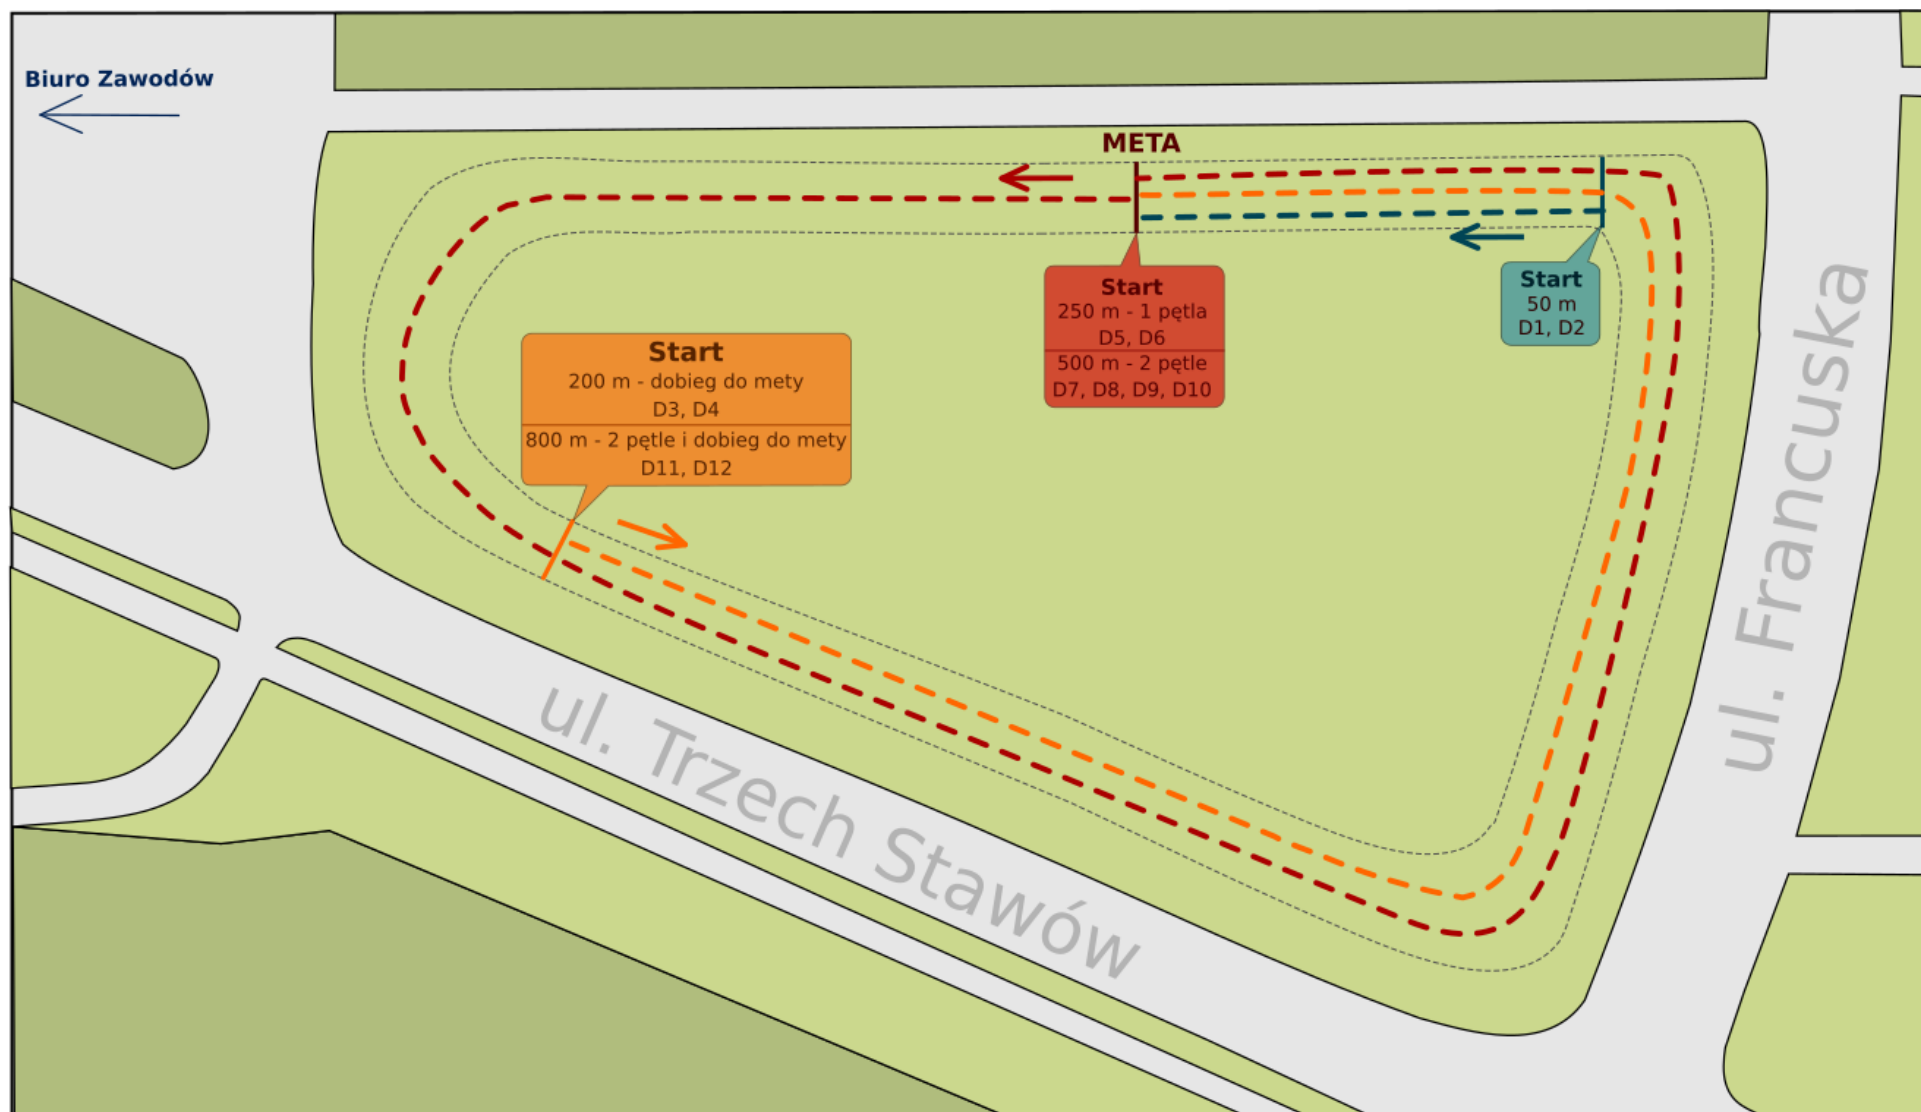 Biuro Zawodów
META
Start
250 m - 1 pętla
D5, D6
500 m - 2 pętle
D7, D8, D9, D10
Start
50 m
D1, D2
Start
200 m - dobieg do mety
D3, D4
800 m - 2 pętle i dobieg do mety
D11, D12
ul. Francuska
ul. Trzech Stawów